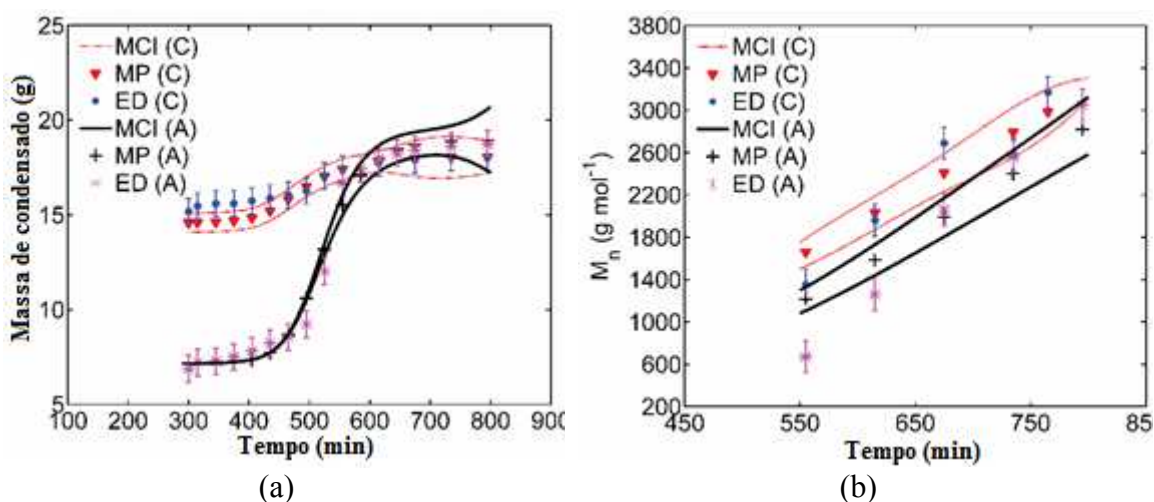 Massa de condensado (g)
25
20
15
10
5
MCI (C)
MP (C)
ED (C)
MCI (A)
MP (A)
ED (A)
100 200 300 400 500 600 700 800 900
Tempo (min)
(a)
Mn (g mol-1)
3800
3400
3000
2600
2200
1800
1400
1000
600
200
MCI (C)
MP (C)
ED (C)
MCI (A)
MP (A)
ED (A)
450 550 650 750 85
Tempo (min)
(b)